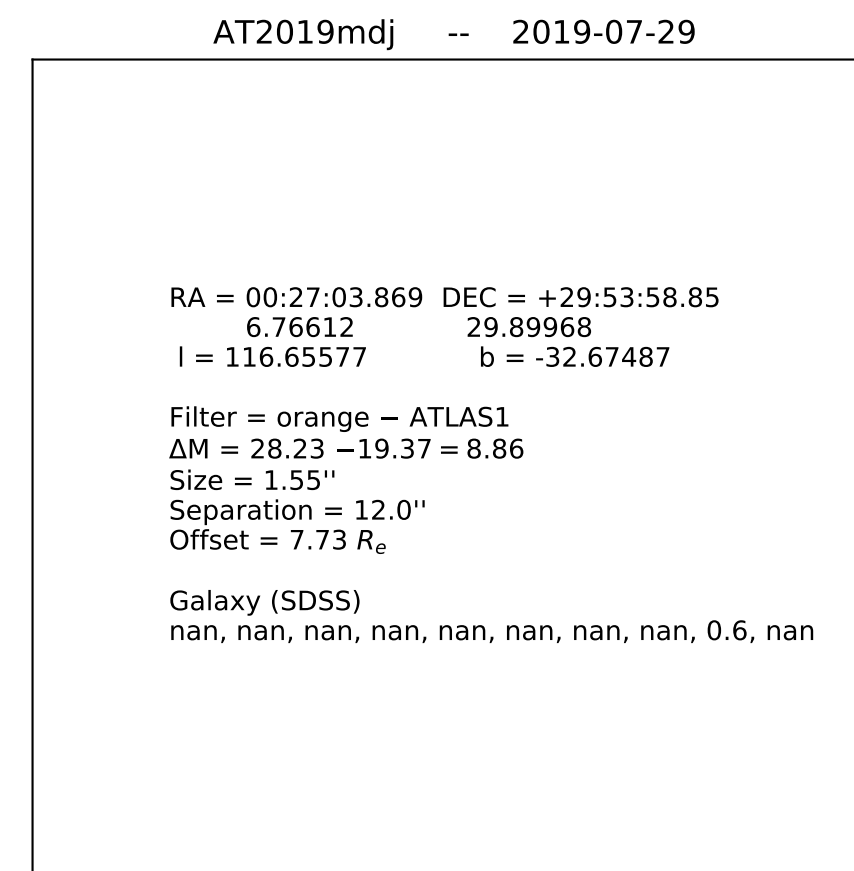 AT2019mdj -- 2019-07-29
RA = 00:27:03.869 DEC = +29:53:58.85
6.76612 29.89968
l = 116.65577 b = -32.67487
Filter = orange − ATLAS1
ΔM = 28.23 −19.37 = 8.86
Size = 1.55''
Separation = 12.0''
Offset = 7.73 Rₑ
Galaxy (SDSS)
nan, nan, nan, nan, nan, nan, nan, nan, 0.6, nan